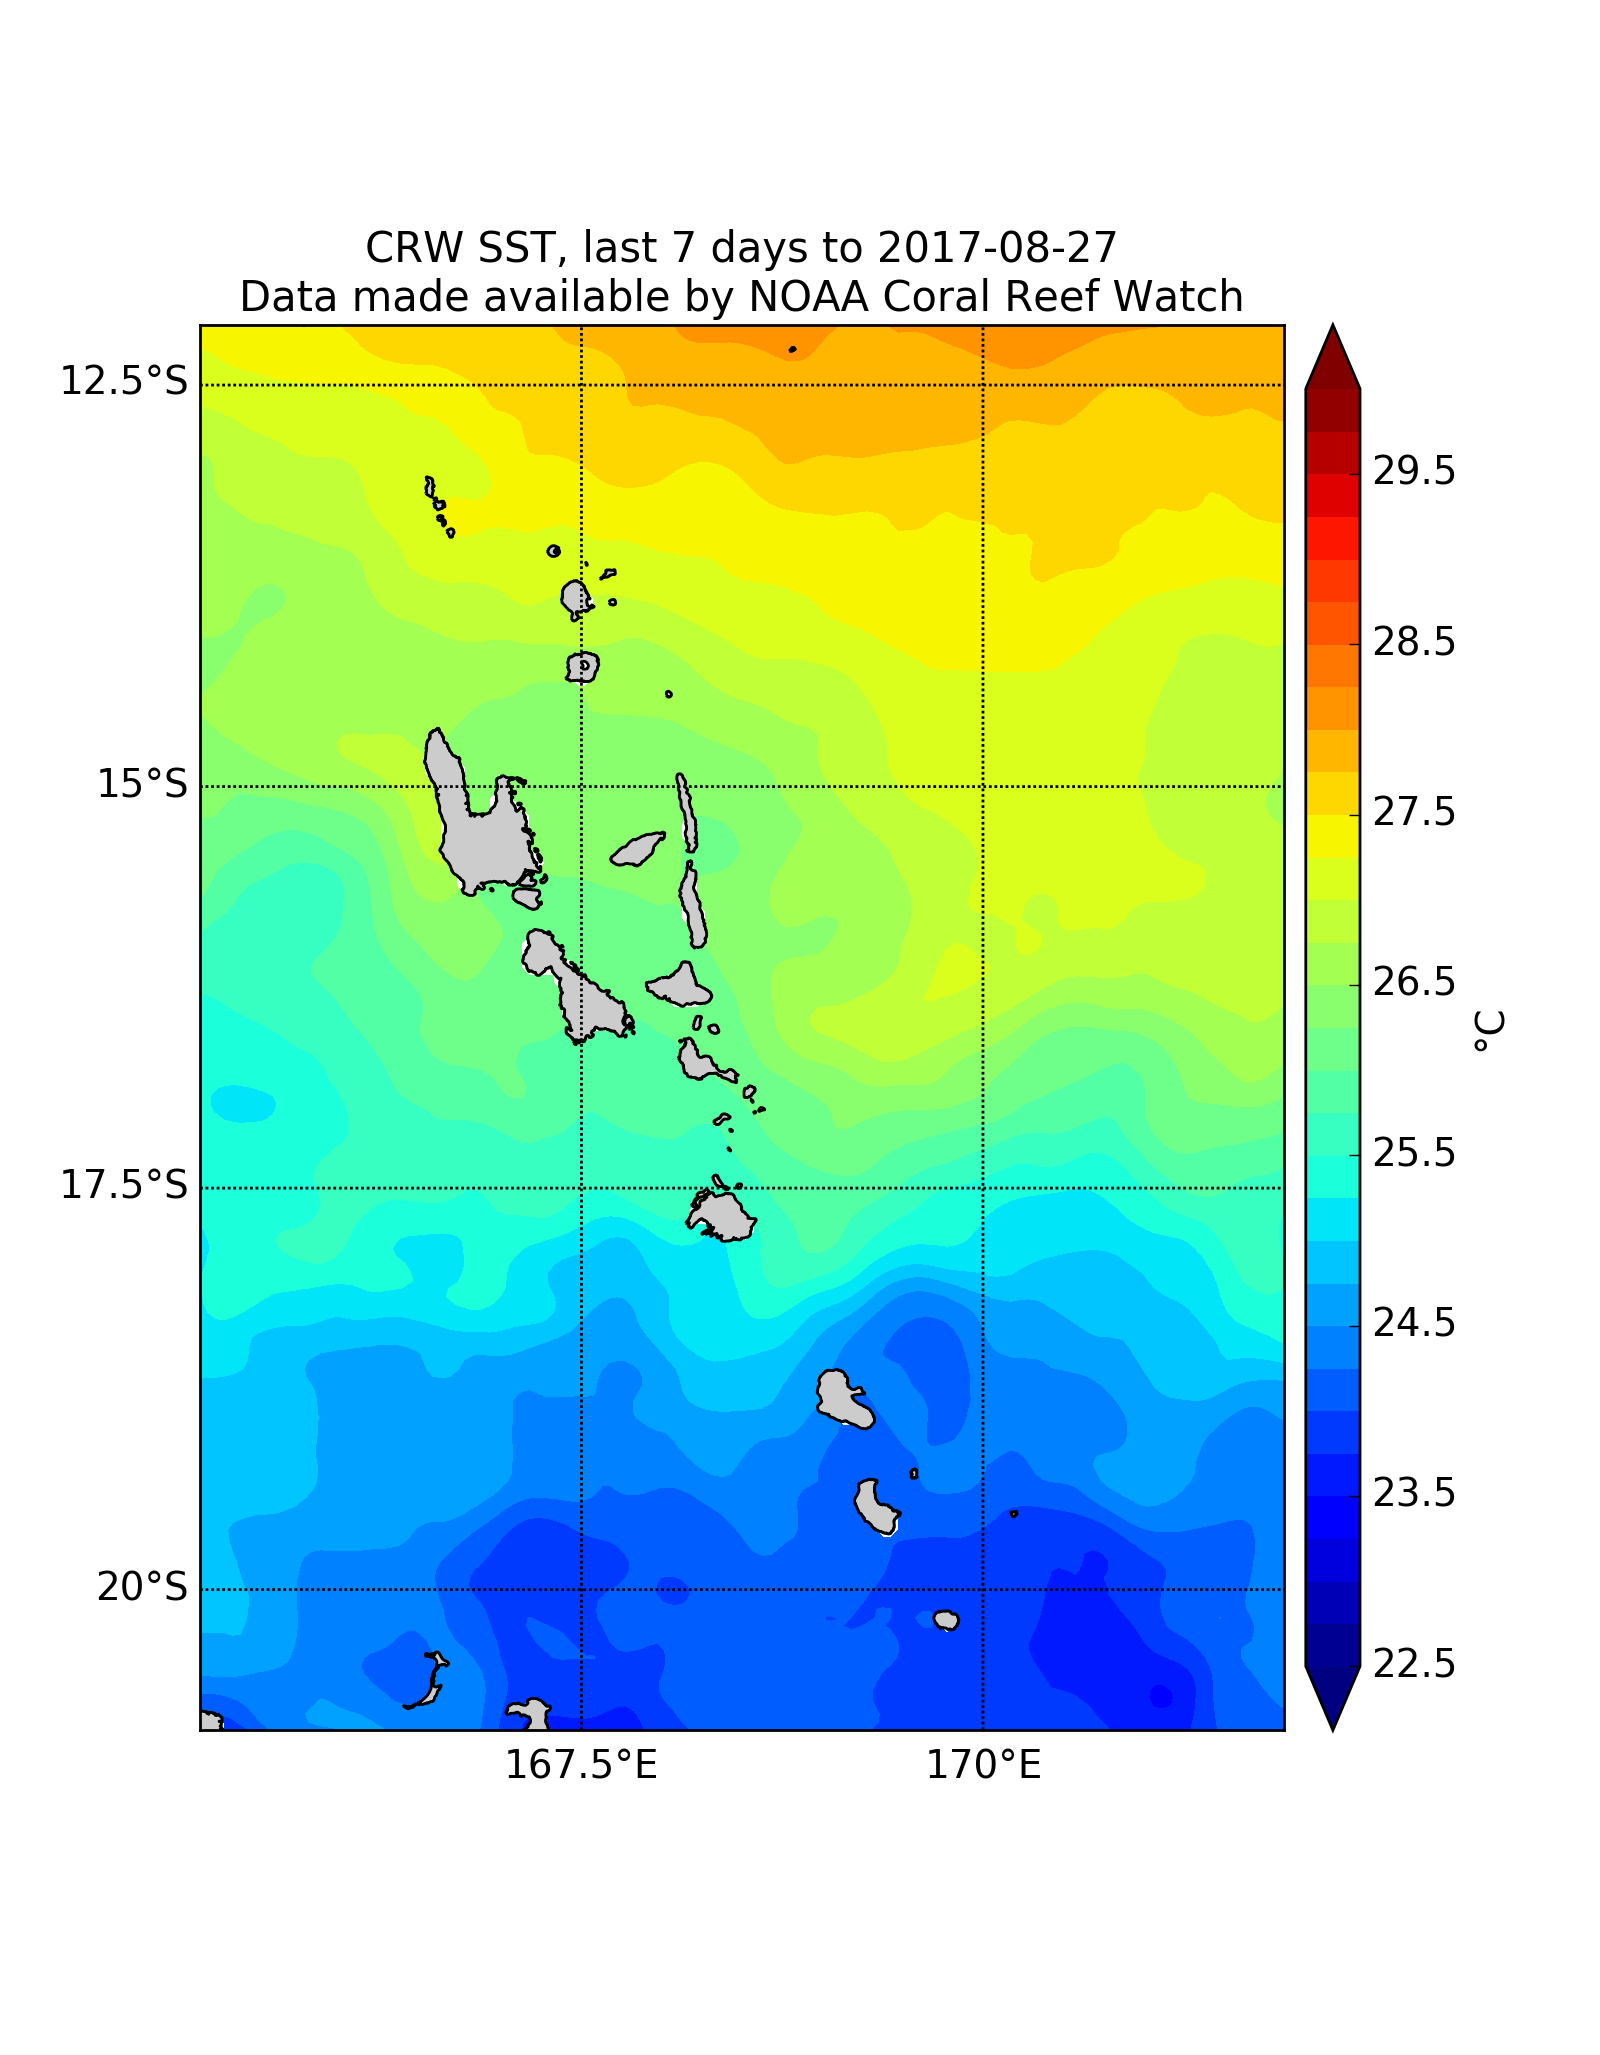 CRW SST, last 7 days to 2017-08-27
Data made available by NOAA Coral Reef Watch
12.5°S
15°S
17.5°S
20°S
167.5°E
170°E
29.5
28.5
27.5
26.5
25.5
24.5
23.5
22.5
°C